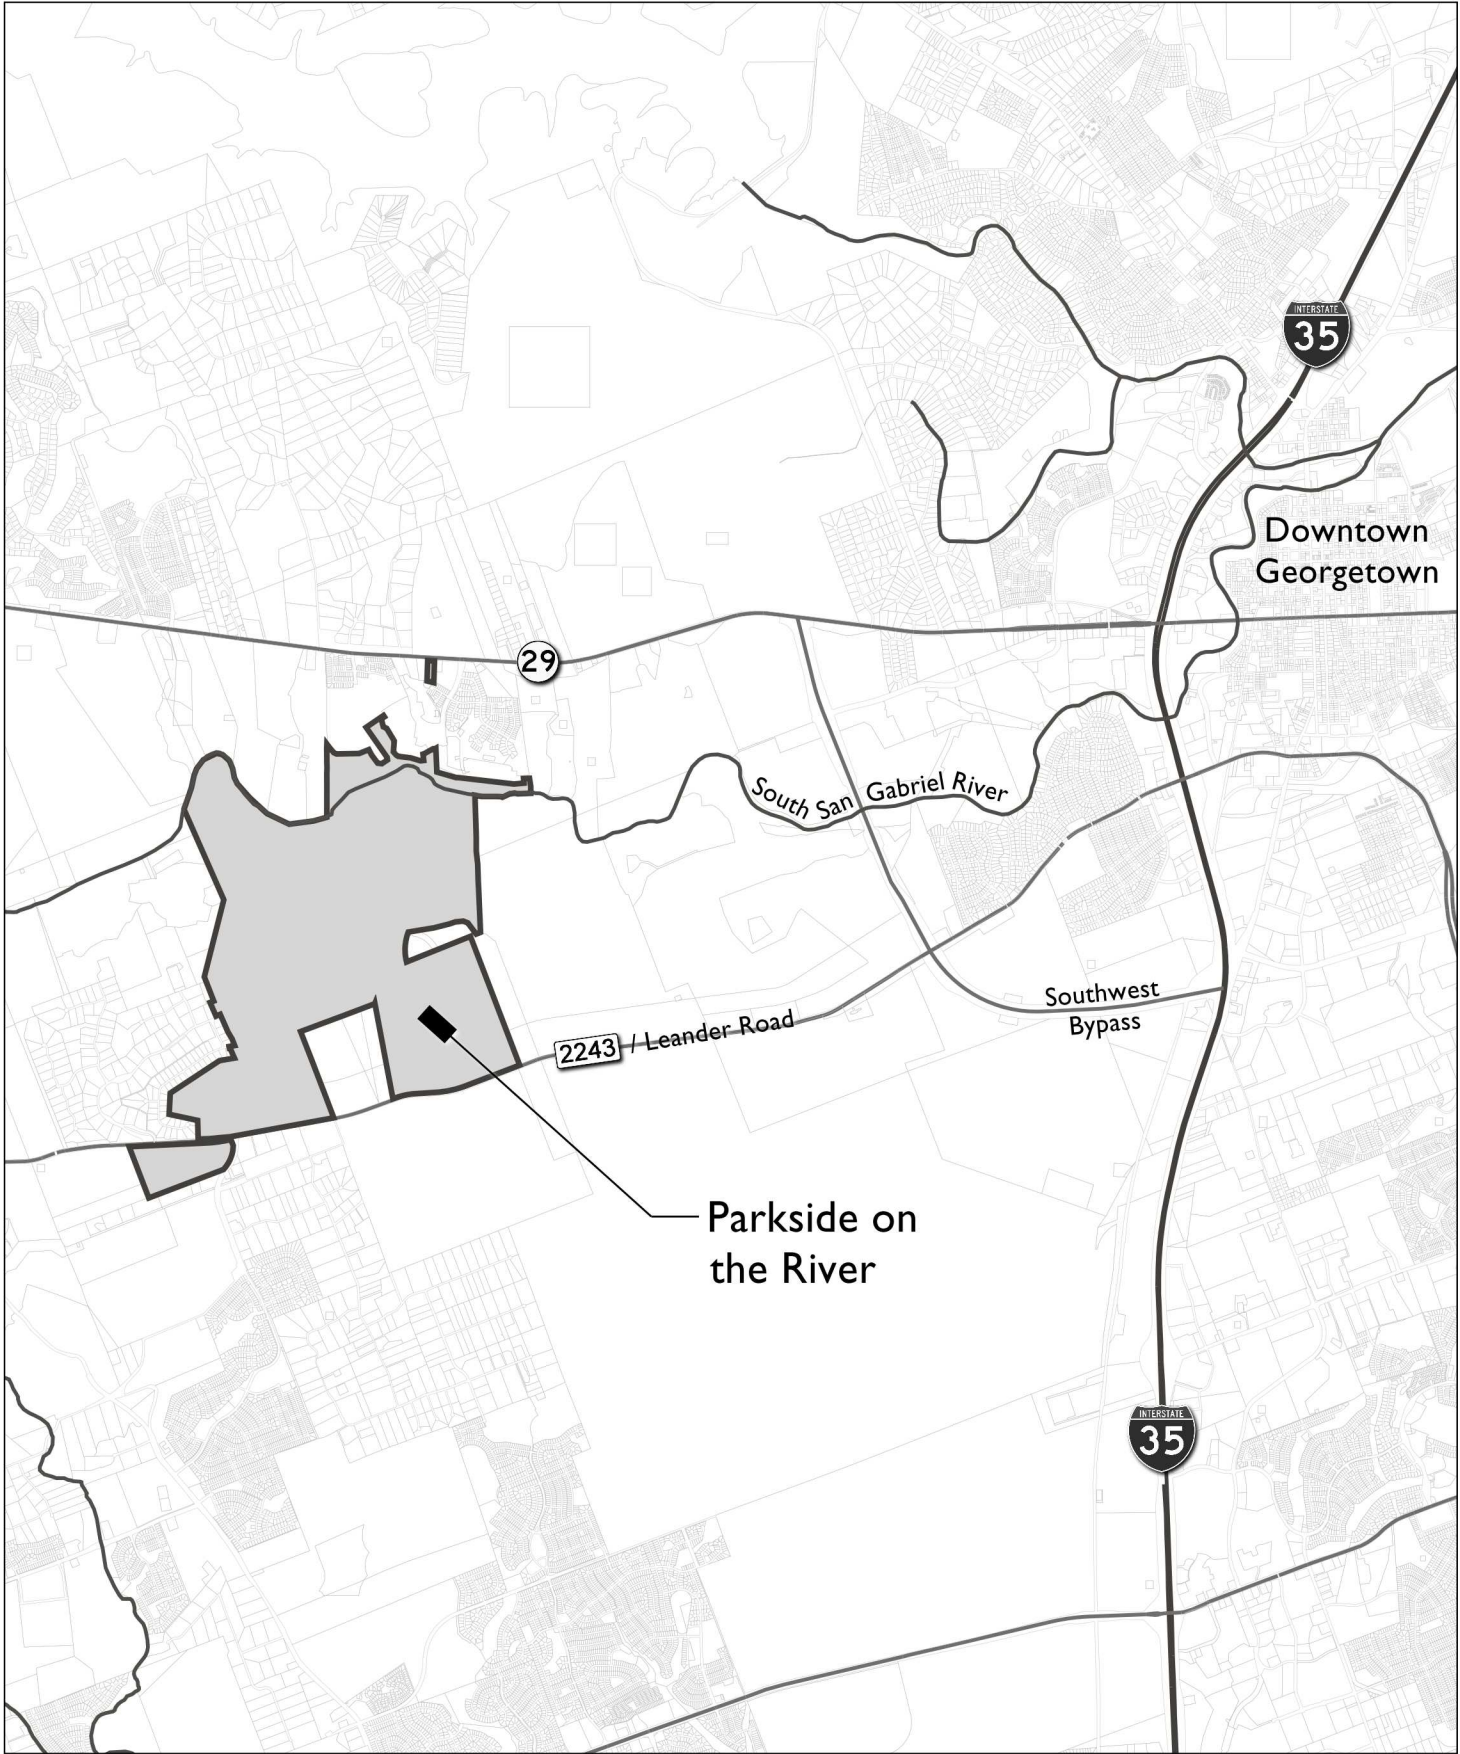 INTERSTATE
35
Downtown
Georgetown
29
South San Gabriel River
Southwest
Bypass
2243 / Leander Road
Parkside on
the River
INTERSTATE
35